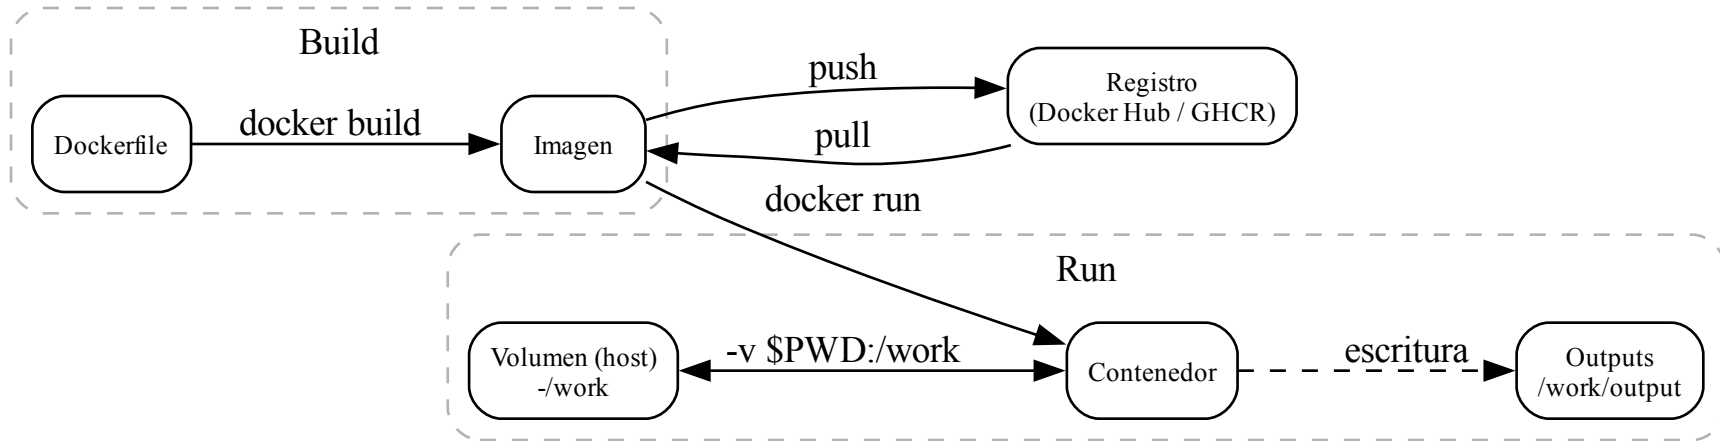 Build
Dockerfile
docker build
Imagen
push
pull
Registro
(Docker Hub / GHCR)
docker run
Run
Volumen (host)
-/work
-v $PWD:/work
Contenedor
escritura
Outputs
/work/output